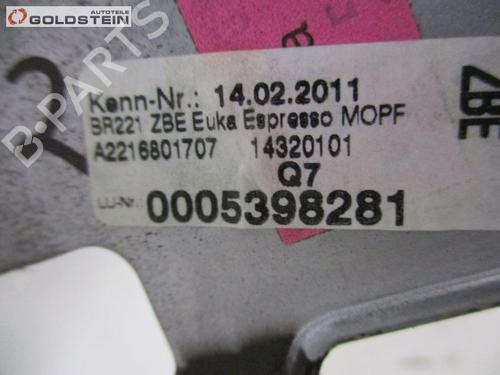 Autoteile
GOLDSTEIN
2
Kenn-Nr.: 14.02.2011
BR221 ZBE Euka Espresso MOPF
A2216801707 14320101
Q7
LU-Nr. 0005398281
ZBE